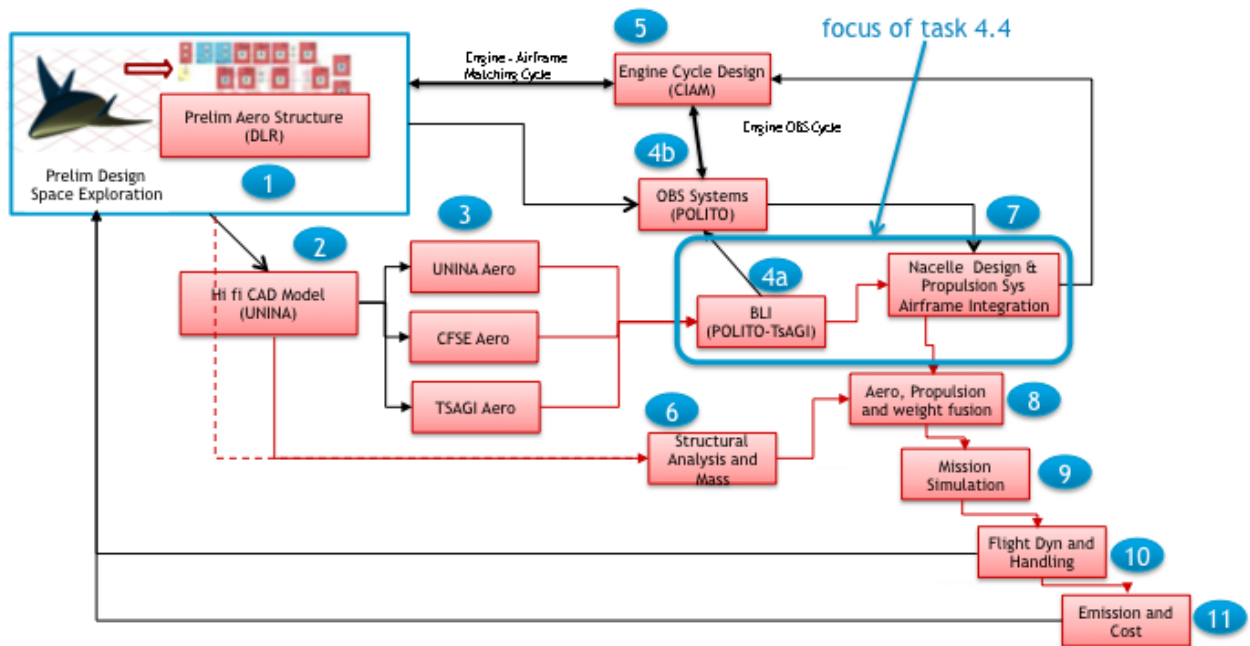 5
focus of task 4.4
Engine - Airframe
Matching Cycle
Engine Cycle Design
(CIAM)
Prelim Aero Structure
(DLR)
Engine OBS Cycle
4b
Prelim Design
Space Exploration
1
OBS Systems
(POLITO)
3
7
2
UNINA Aero
4a
Nacelle Design &
Propulsion Sys
Airframe Integration
Hi fi CAD Model
(UNINA)
BLI
(POLITO-TsAGI)
CFSE Aero
TSAGI Aero
Aero, Propulsion
and weight fusion
8
6
Structural
Analysis and
Mass
Mission
Simulation
9
Flight Dyn and
Handling
10
Emission and
Cost
11